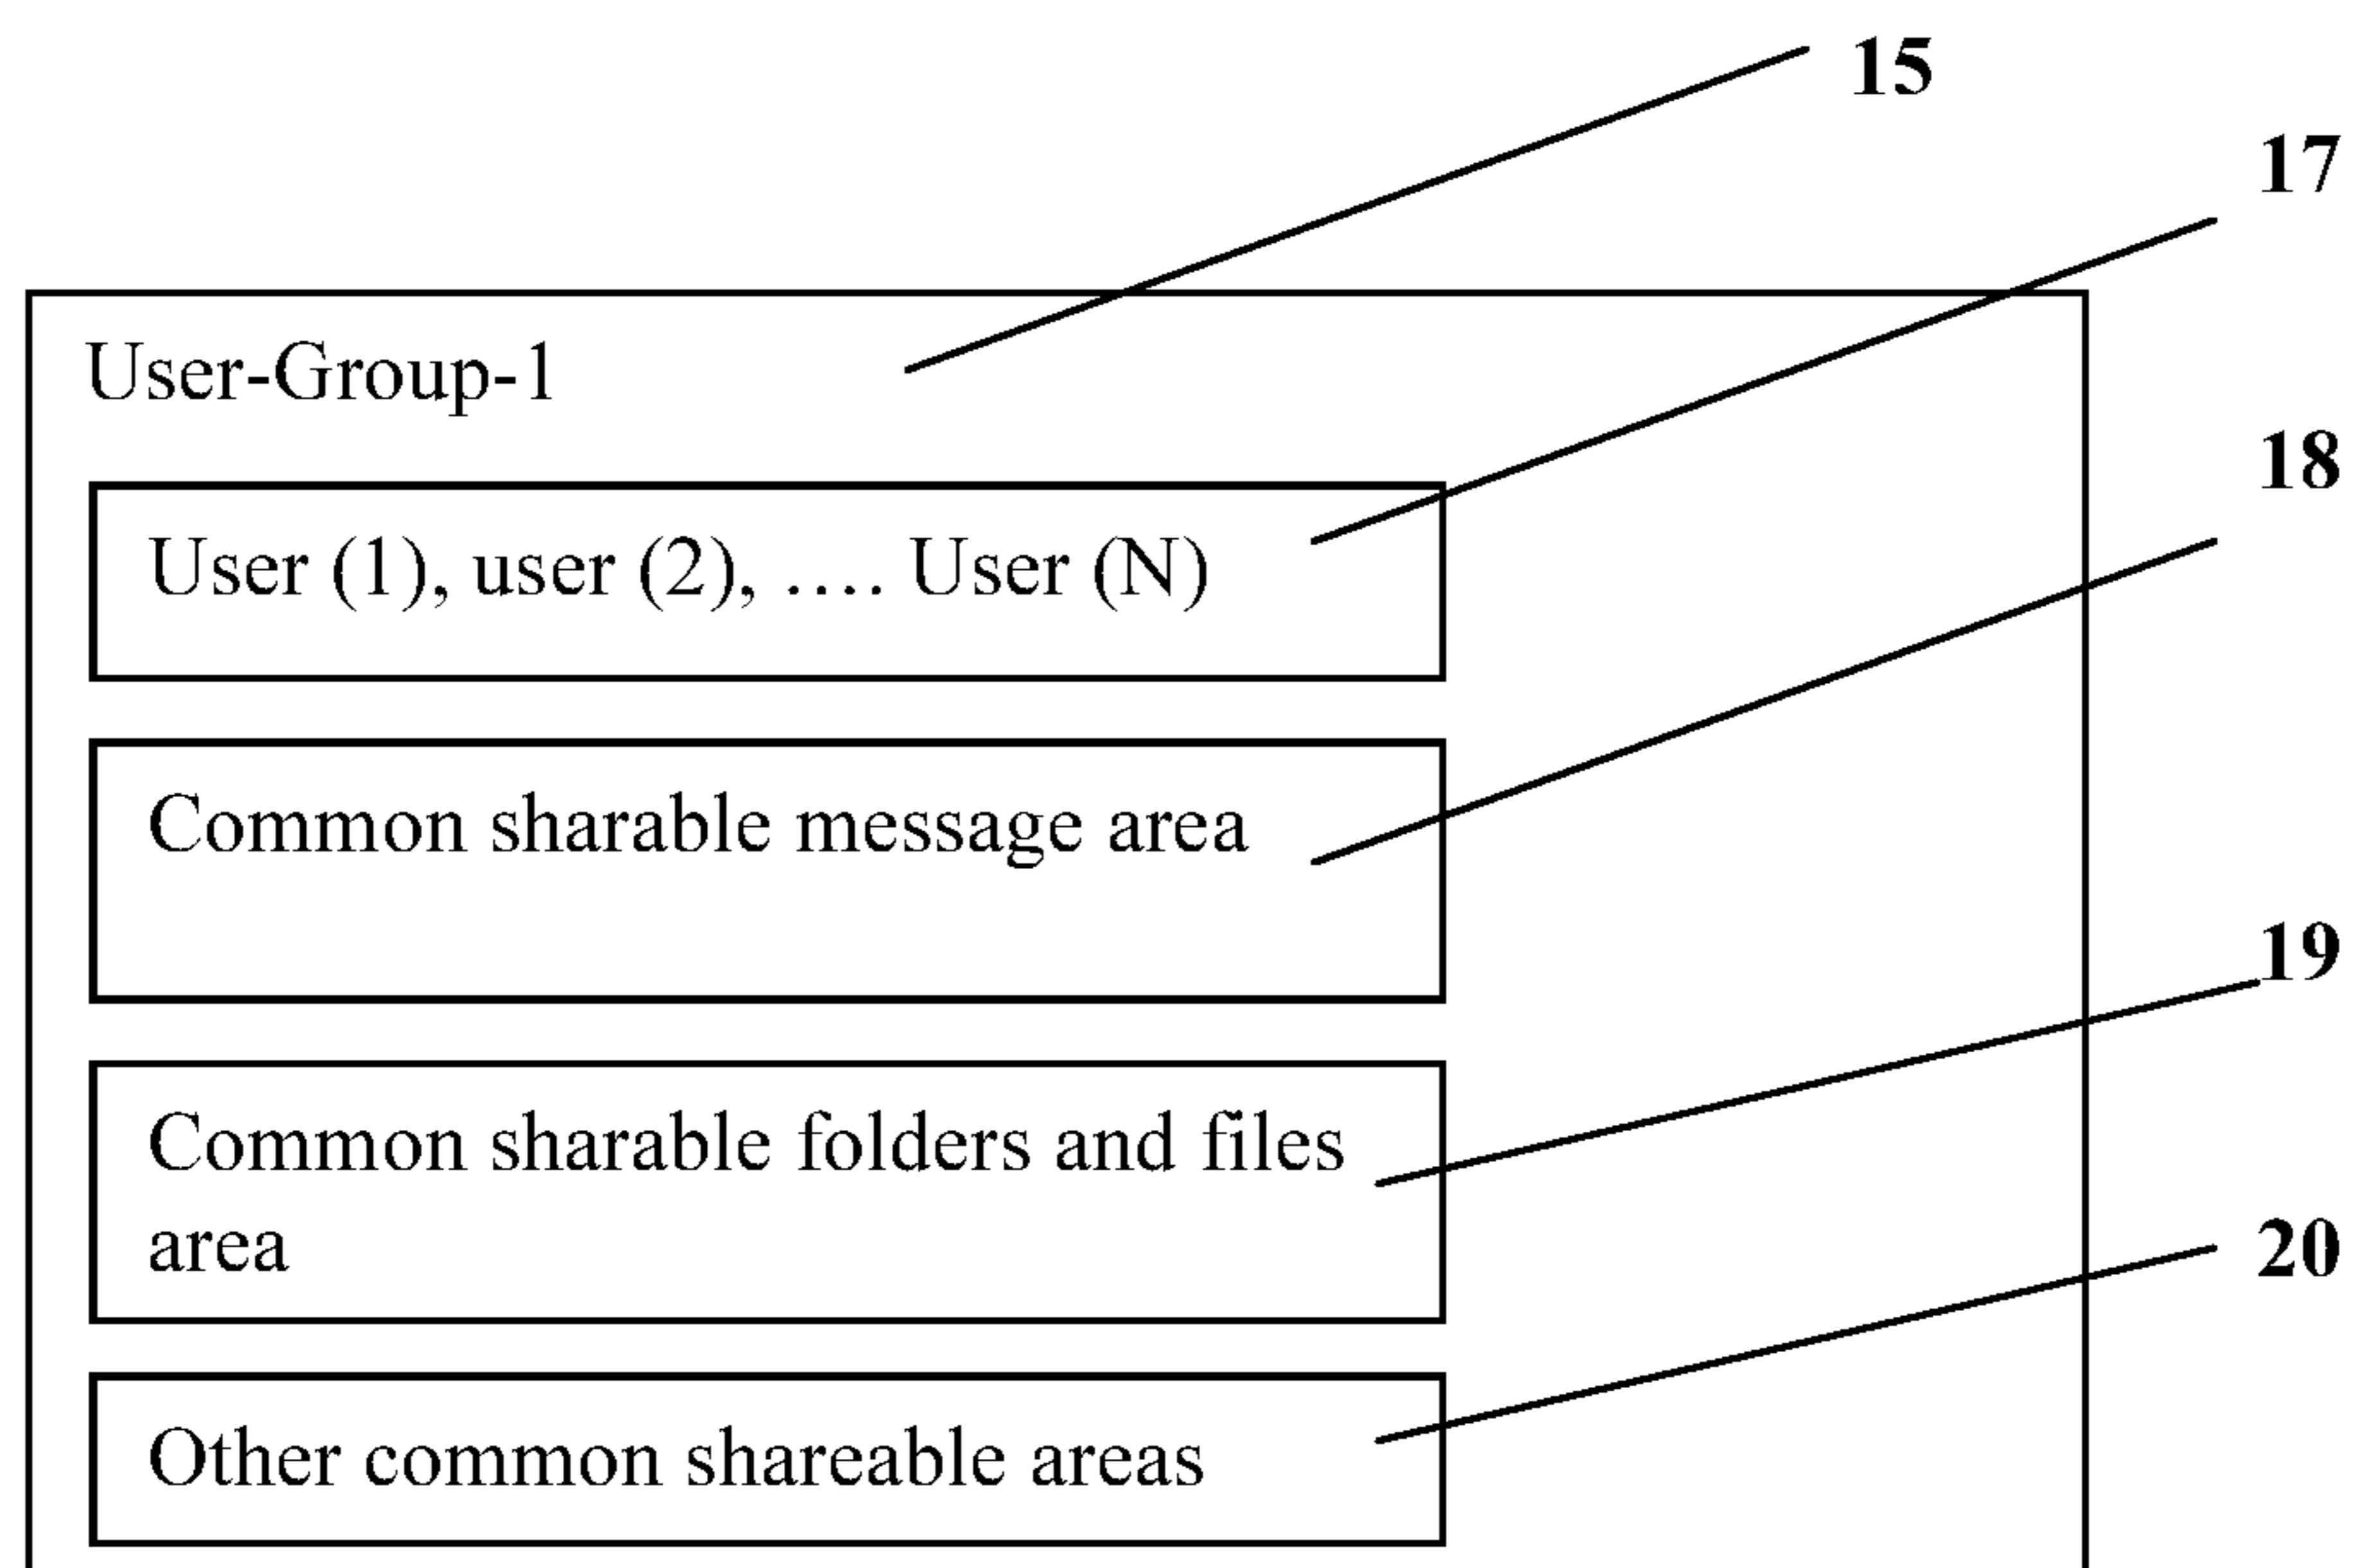 15
17
User-Group-1
18
User (1), user (2), .... User (N)
Common sharable message area
19
Common sharable folders and files
area
20
Other common shareable areas